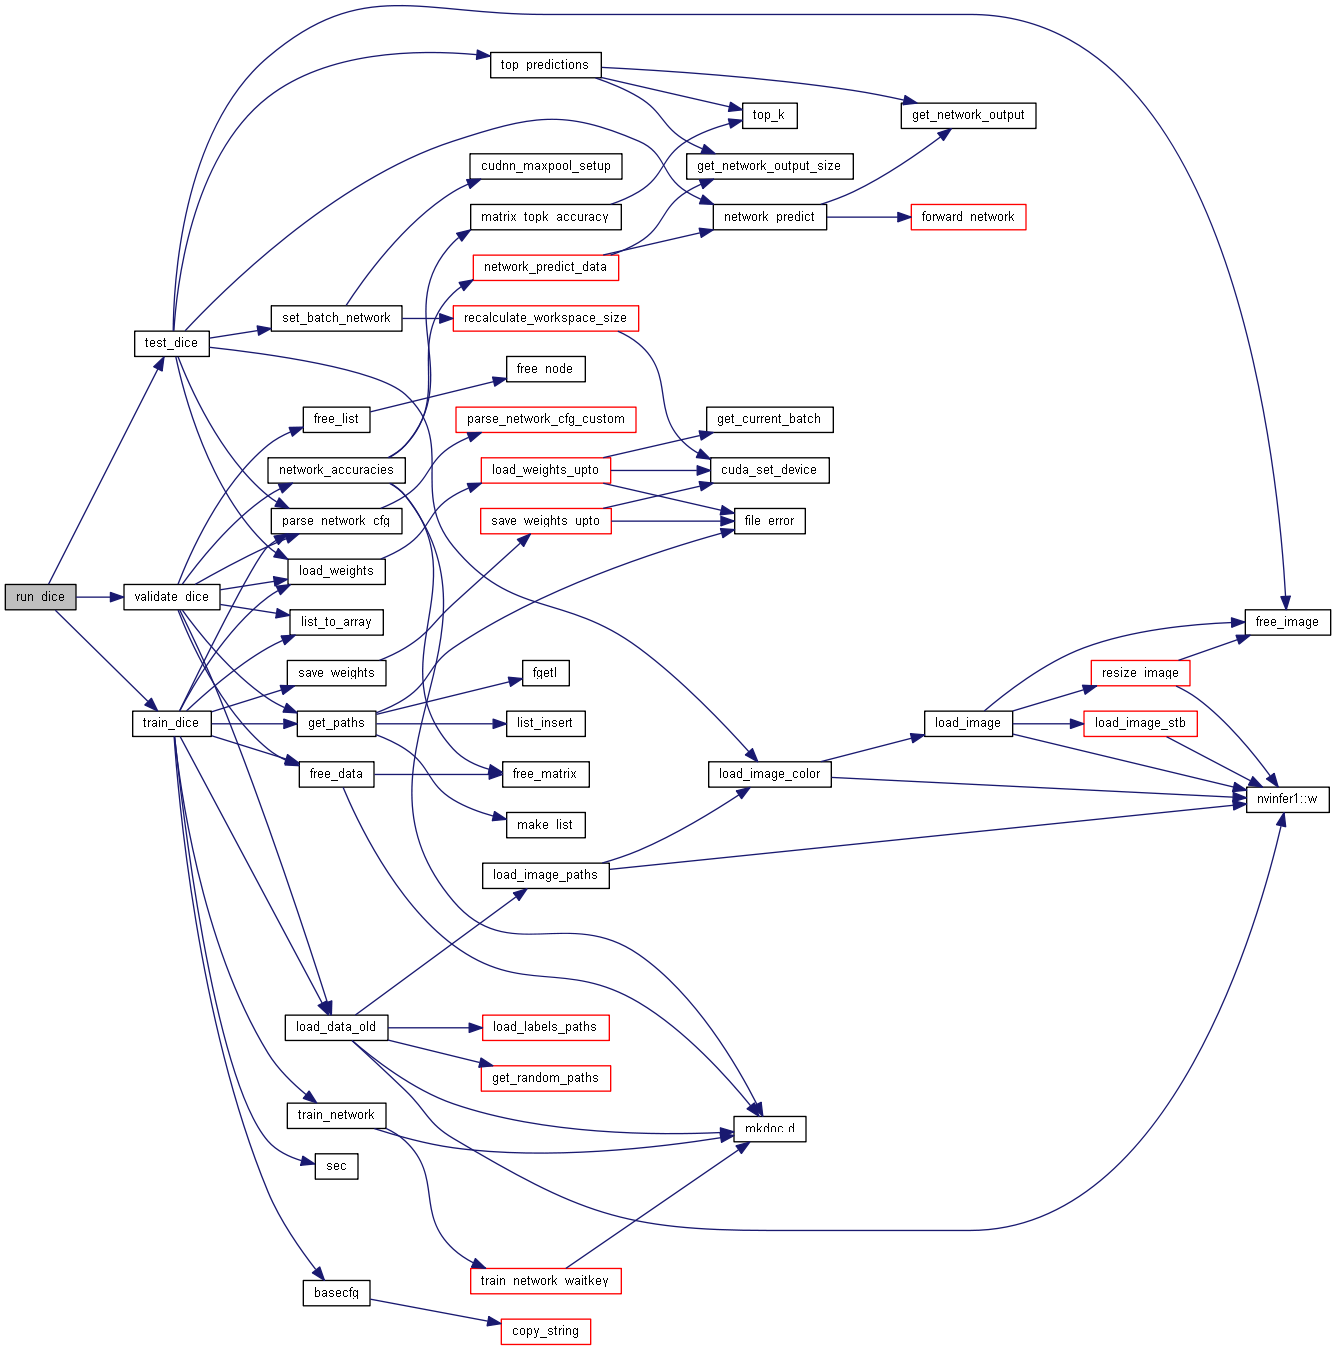 top_predictions
top_k
get_network_output
cudnn_maxpool_setup
get_network_output_size
matrix_topk_accuracy
network_predict
forward_network
network_predict_data
set_batch_network
recalculate_workspace_size
test_dice
free_node
free_list
parse_network_cfg_custom
get_current_batch
network_accuracies
load_weights_upto
cuda_set_device
parse_network_cfg
save_weights_upto
file_error
load_weights
run_dice
validate_dice
list_to_array
free_image
save_weights
fgetl
resize_image
train_dice
get_paths
list_insert
load_image
load_image_stb
free_data
free_matrix
load_image_color
nvinfer1::w
make_list
load_image_paths
load_data_old
load_labels_paths
get_random_paths
train_network
mkdoc.d
sec
train_network_waitkey
basecfg
copy_string